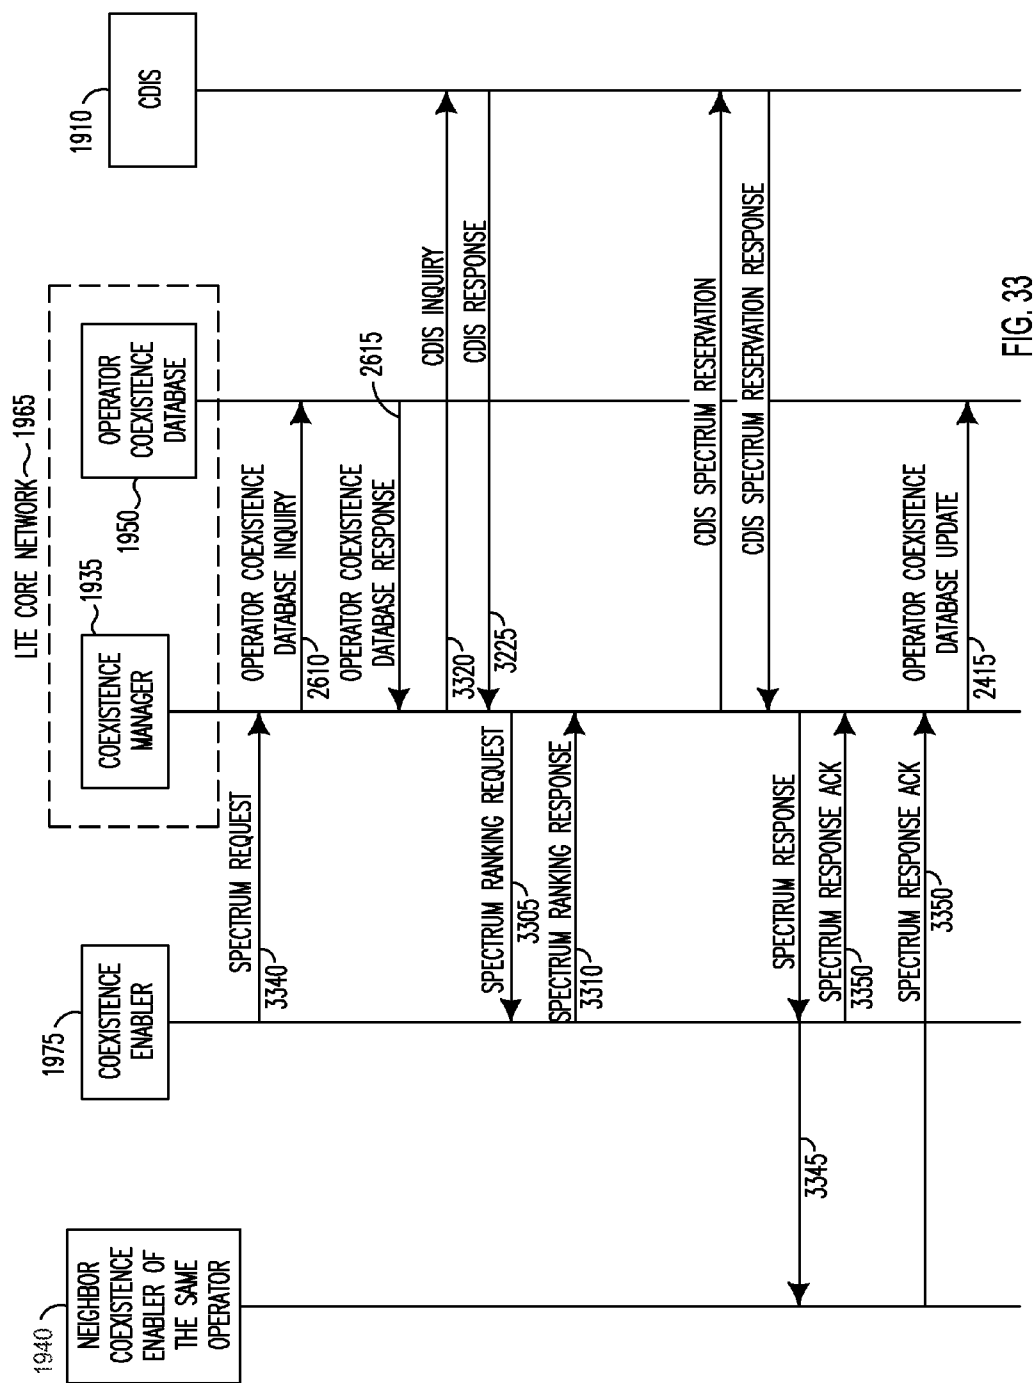 LTE CORE NETWORK 1965
1940
NEIGHBOR
COEXISTENCE
ENABLER OF
THE SAME
OPERATOR
1975
COEXISTENCE
ENABLER
1935
COEXISTENCE
MANAGER
OPERATOR
COEXISTENCE
DATABASE
1950
1910
CDIS
SPECTRUM REQUEST
3340
OPERATOR COEXISTENCE
DATABASE INQUIRY
2610
OPERATOR COEXISTENCE
DATABASE RESPONSE
2615
CDIS INQUIRY
3320
CDIS RESPONSE
3225
SPECTRUM RANKING REQUEST
3305
SPECTRUM RANKING RESPONSE
3310
CDIS SPECTRUM RESERVATION
CDIS SPECTRUM RESERVATION RESPONSE
SPECTRUM RESPONSE
3345
SPECTRUM RESPONSE ACK
3350
SPECTRUM RESPONSE ACK
3350
OPERATOR COEXISTENCE
DATABASE UPDATE
2415
FIG. 33